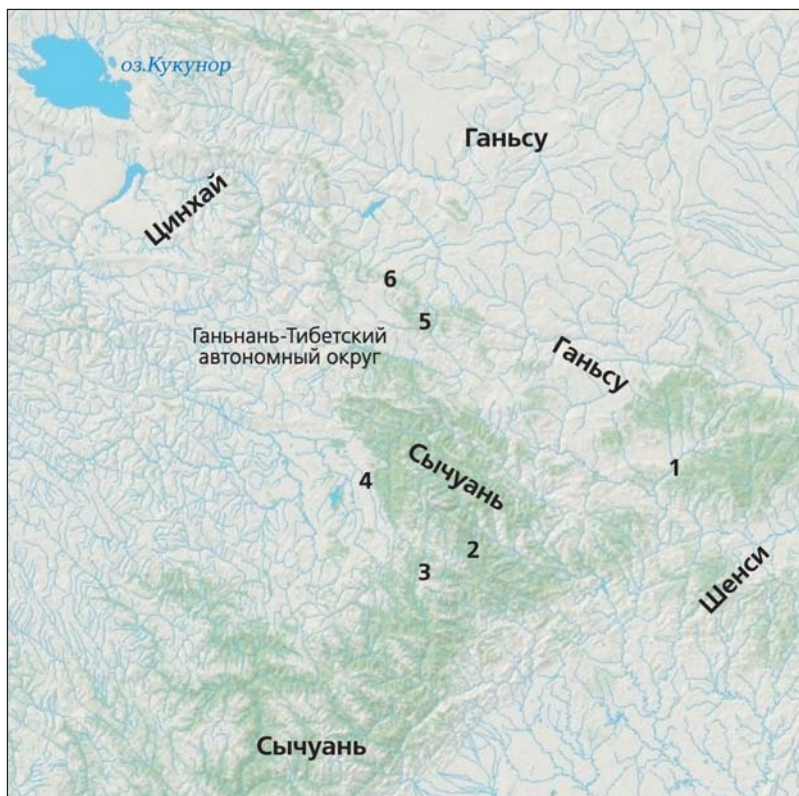 оз.Кукунор
Ганьсу
Цинхай
6
5
Ганьнань-Тибетский
автономный округ
Ганьсу
1
Сычуань
4
2
3
Шенси
Сычуань